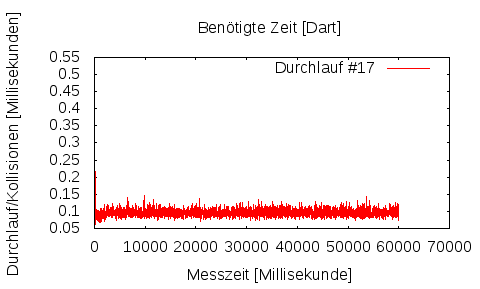 Benötigte Zeit [Dart]
Durchlauf/Kollisionen [Millisekunden]
Durchlauf #17
0.55
0.5
0.45
0.4
0.35
0.3
0.25
0.2
0.15
0.1
0.05
0 10000 20000 30000 40000 50000 60000 70000
Messzeit [Millisekunde]